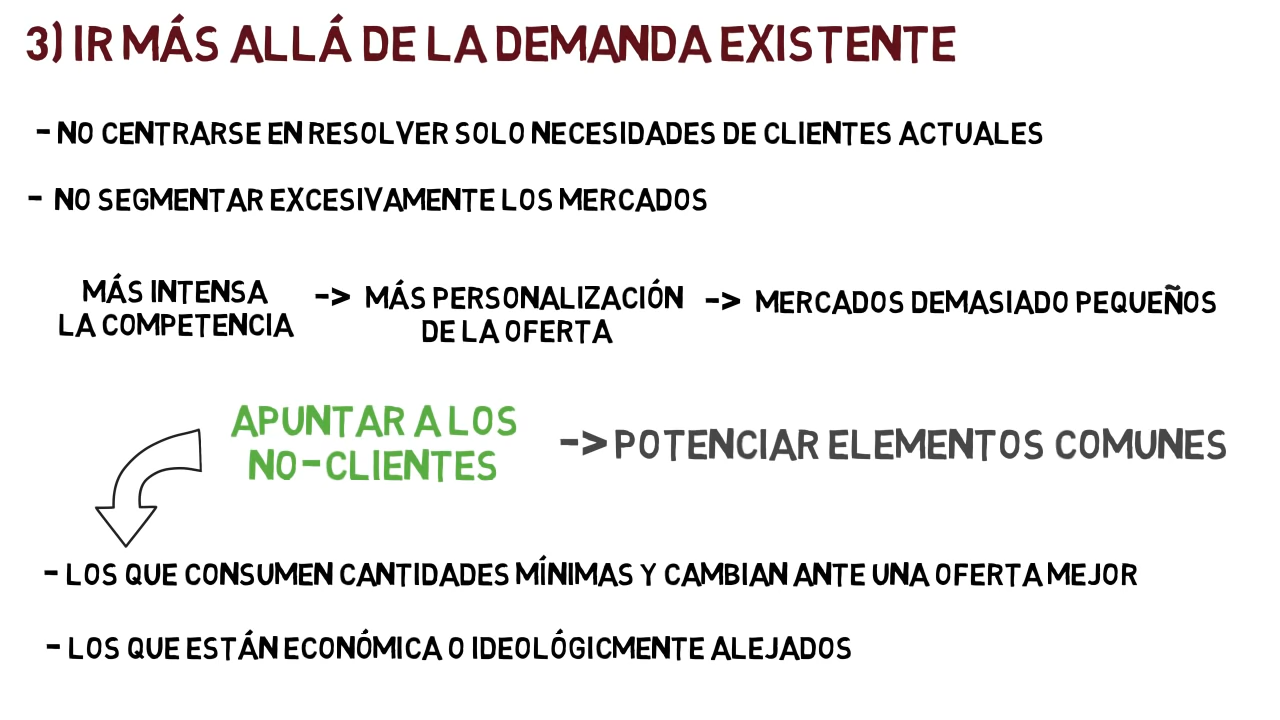 3) IR MÁS ALLÁ DE LA DEMANDA EXISTENTE
- NO CENTRARSE EN RESOLVER SOLO NECESIDADES DE CLIENTES ACTUALES
- NO SEGMENTAR EXCESIVAMENTE LOS MERCADOS
MÁS INTENSA
LA COMPETENCIA
-> MÁS PERSONALIZACIÓN
DE LA OFERTA
-> MERCADOS DEMASIADO PEQUEÑOS
APUNTAR A LOS
NO-CLIENTES
-> POTENCIAR ELEMENTOS COMUNES
- LOS QUE CONSUMEN CANTIDADES MÍNIMAS Y CAMBIAN ANTE UNA OFERTA MEJOR
- LOS QUE ESTÁN ECONÓMICA O IDEOLÓGICMENTE ALEJADOS